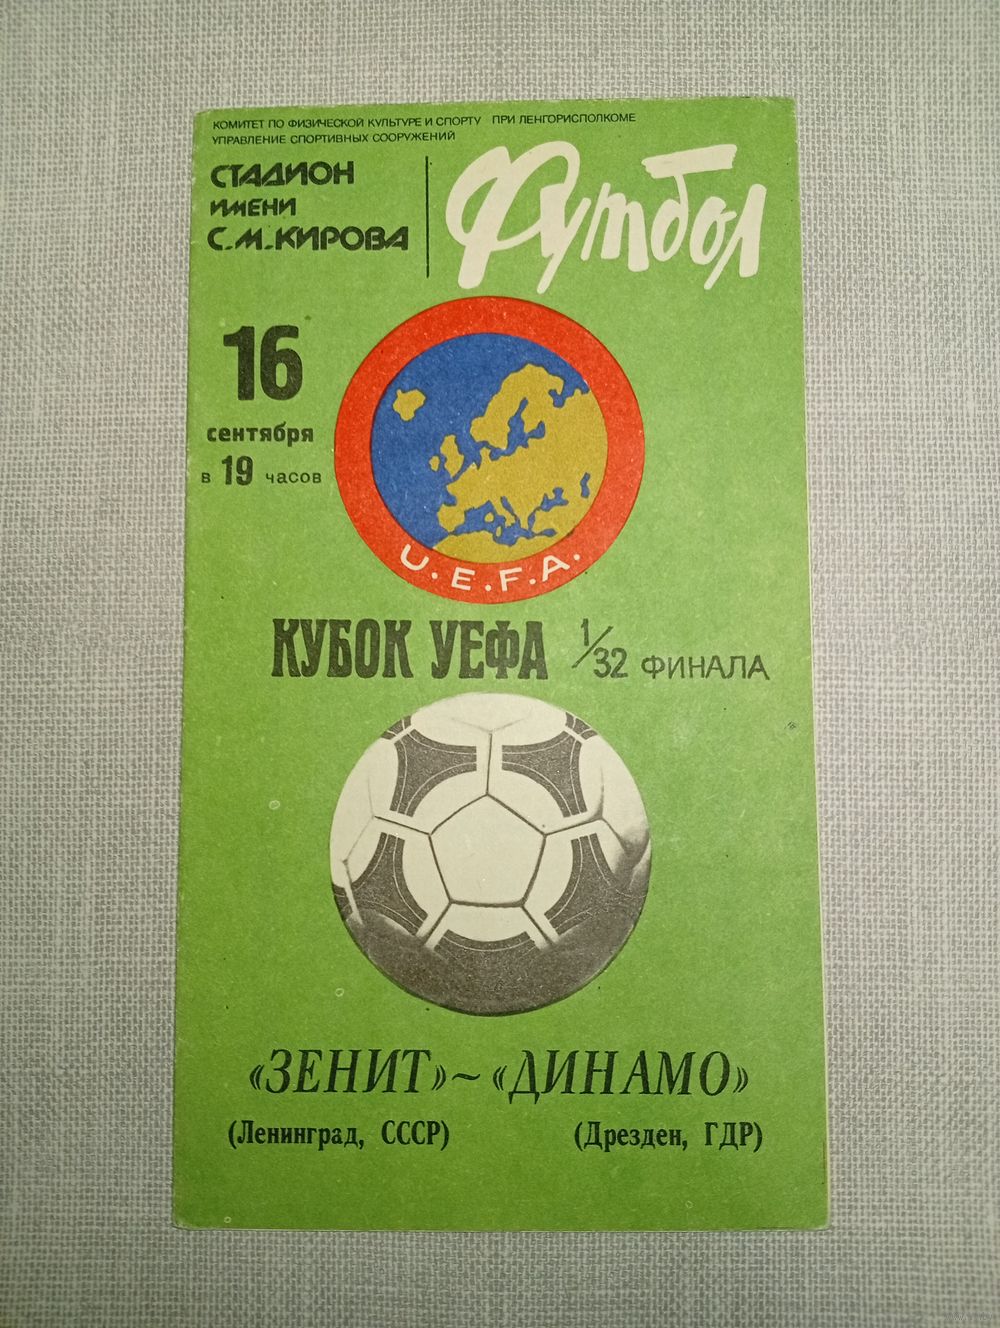 КОМИТЕТ ПО ФИЗИЧЕСКОЙ КУЛЬТУРЕ И СПОРТУ ПРИ ЛЕНГОРИСПОЛКОМЕ
УПРАВЛЕНИЕ СПОРТИВНЫХ СООРУЖЕНИЙ
СТАДИОН
ИМЕНИ
С.М.КИРОВА
Футбол
16
сентября
в 19 часов
U.E.F.A.
КУБОК УЕФА 1/32 ФИНАЛА
«ЗЕНИТ» ~ «ДИНАМО»
(Ленинград, СССР) (Дрезден, ГДР)